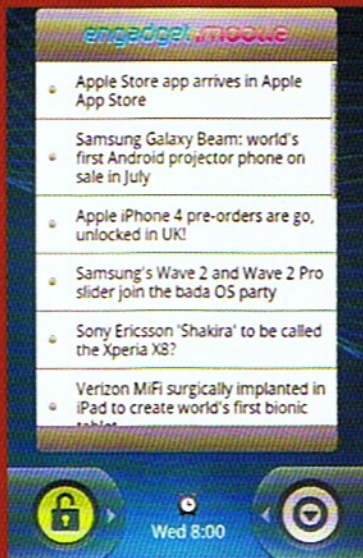 engadget mobile
Apple Store app arrives in Apple
App Store
Samsung Galaxy Beam: world's
first Android projector phone on
sale in July
Apple iPhone 4 pre-orders are go,
unlocked in UK!
Samsung's Wave 2 and Wave 2 Pro
slider join the bada OS party
Sony Ericsson 'Shakira' to be called
the Xperia X8?
Verizon MiFi surgically implanted in
iPad to create world's first bionic
tablet
Wed 8:00